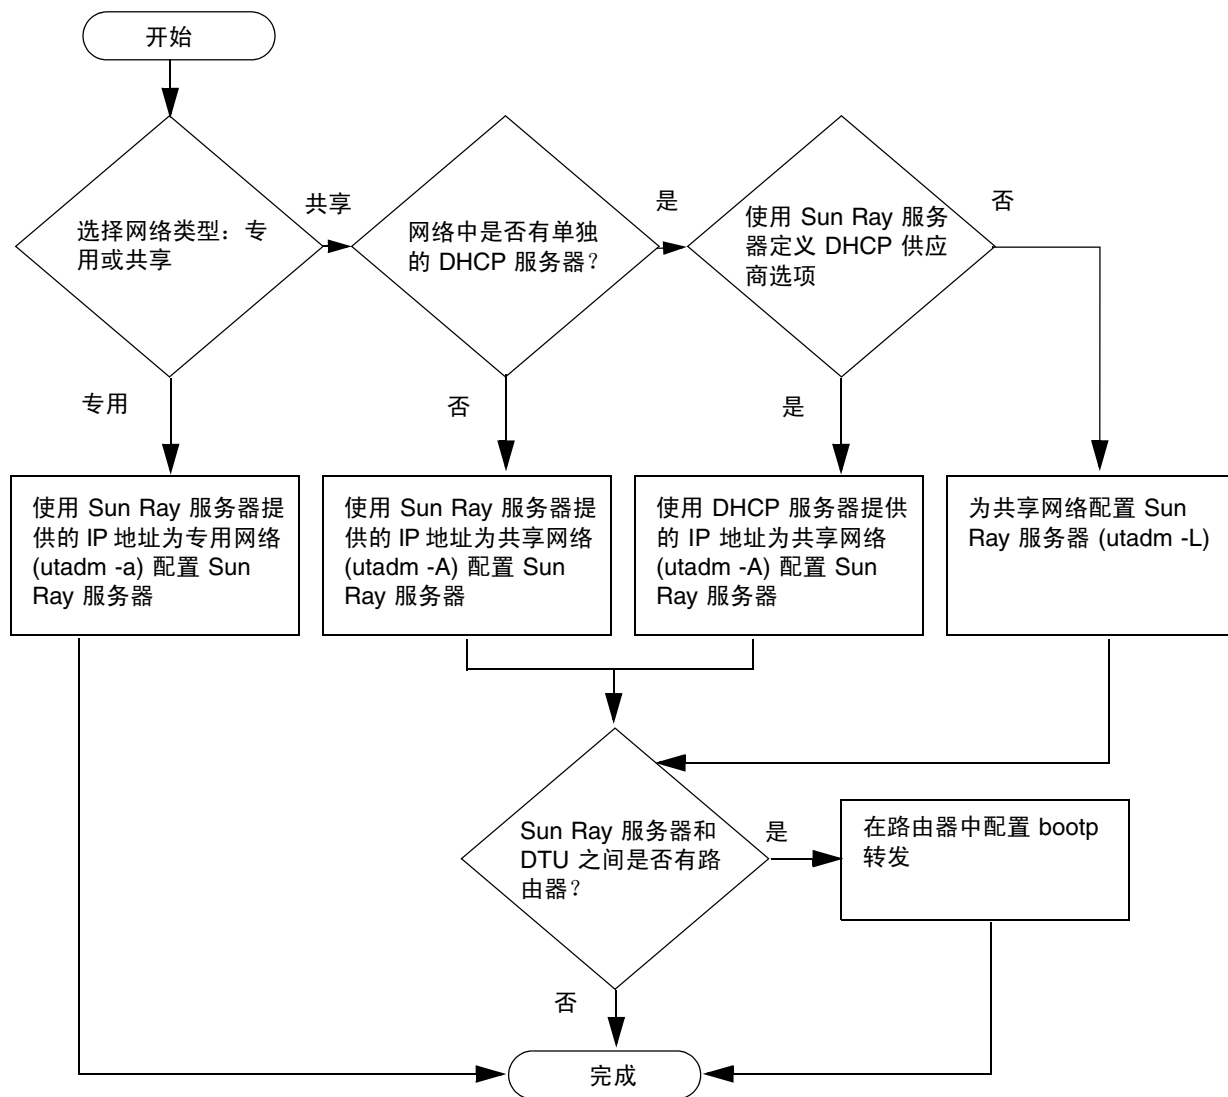 开始
共享
是
否
选择网络类型：专
用或共享
网络中是否有单独
的 DHCP 服务器？
使用 Sun Ray 服务
器定义 DHCP 供应
商选项
专用
否
是
使用 Sun Ray 服务器提
供的 IP 地址为专用网络
(utadm -a) 配置 Sun
Ray 服务器
使用 Sun Ray 服务器提
供的 IP 地址为共享网络
(utadm -A) 配置 Sun
Ray 服务器
使用 DHCP 服务器提供
的 IP 地址为共享网络
(utadm -A) 配置 Sun
Ray 服务器
为共享网络配置 Sun
Ray 服务器 (utadm -L)
Sun Ray 服务器和
DTU 之间是否有路
由器？
是
在路由器中配置 bootp
转发
否
完成